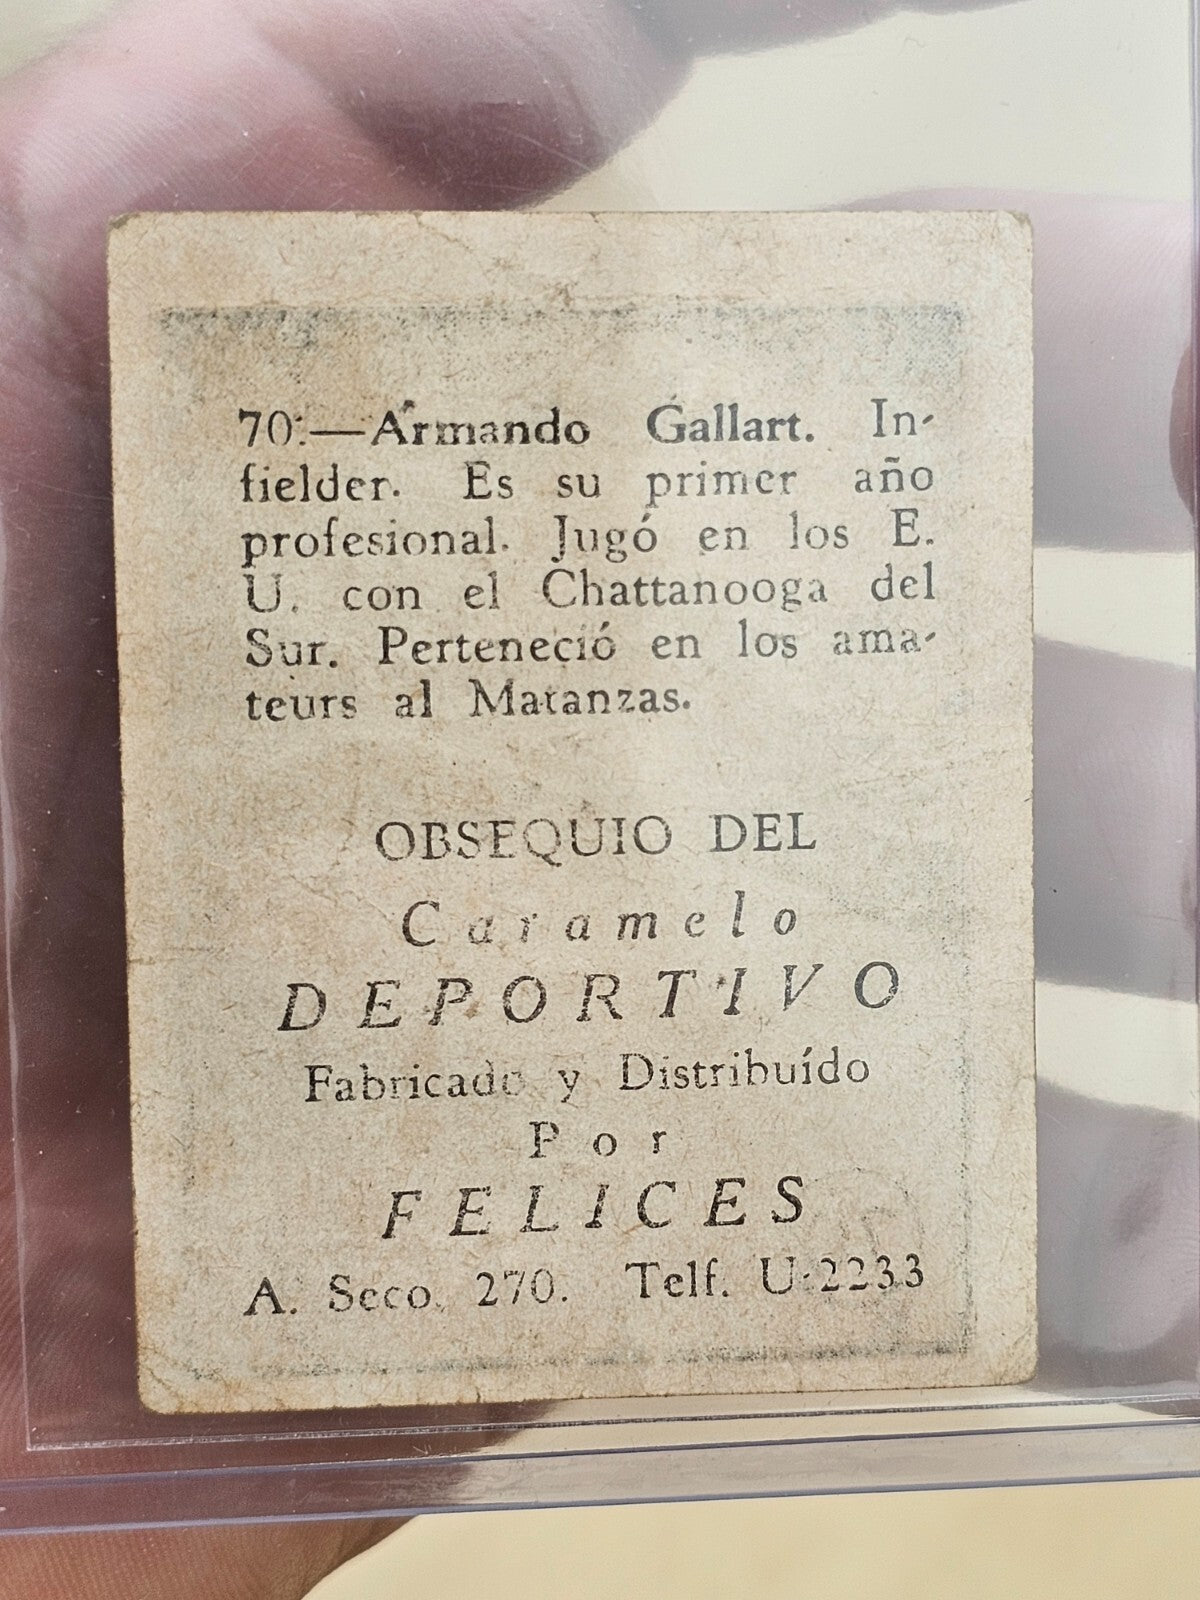 70.—Armando Gallart. In-
fielder. Es su primer año
profesional. Jugó en los E.
U. con el Chattanooga del
Sur. Perteneció en los ama-
teurs al Matanzas.
OBSEQUIO DEL
Caramelo
DEPORTIVO
Fabricado y Distribuído
Por
FELICES
A. Seco. 270. Telf. U-2233